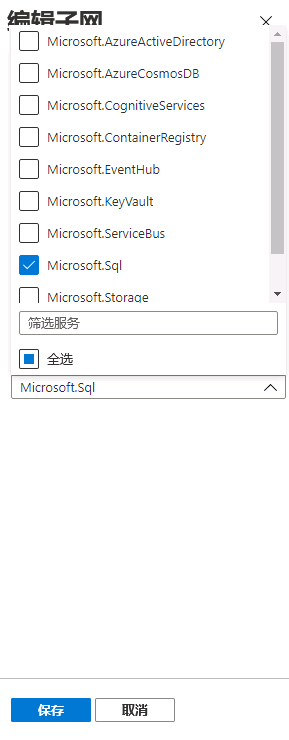 编辑子网
Microsoft.AzureActiveDirectory
Microsoft.AzureCosmosDB
Microsoft.CognitiveServices
Microsoft.ContainerRegistry
Microsoft.EventHub
Microsoft.KeyVault
Microsoft.ServiceBus
Microsoft.Sql
Microsoft.Storage
筛选服务
全选
Microsoft.Sql
保存
取消